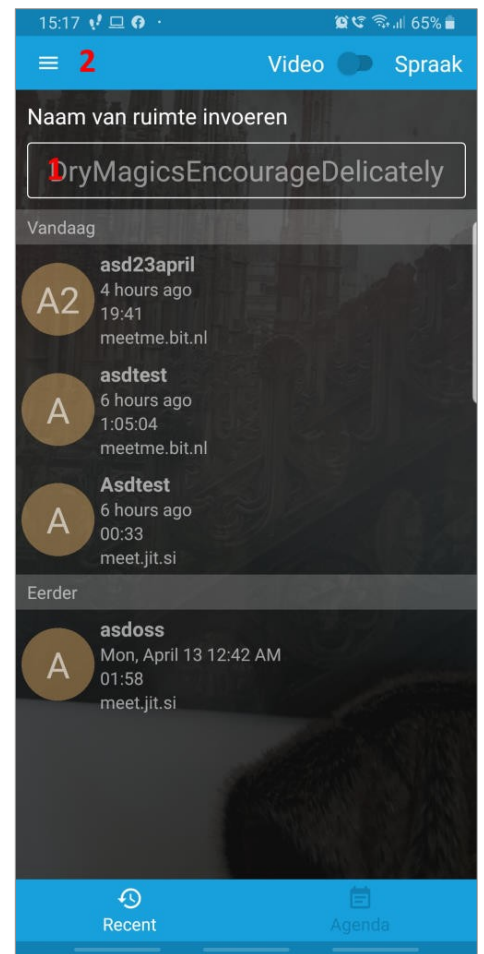 15:17 65%
2 Video Spraak
Naam van ruimte invoeren
1 DryMagicsEncourageDelicately
Vandaag
A2
asd23april
4 hours ago
19:41
meetme.bit.nl
A
asdtest
6 hours ago
1:05:04
meetme.bit.nl
A
Asdtest
6 hours ago
00:33
meet.jit.si
Eerder
A
asdoss
Mon, April 13 12:42 AM
01:58
meet.jit.si
Recent Agenda